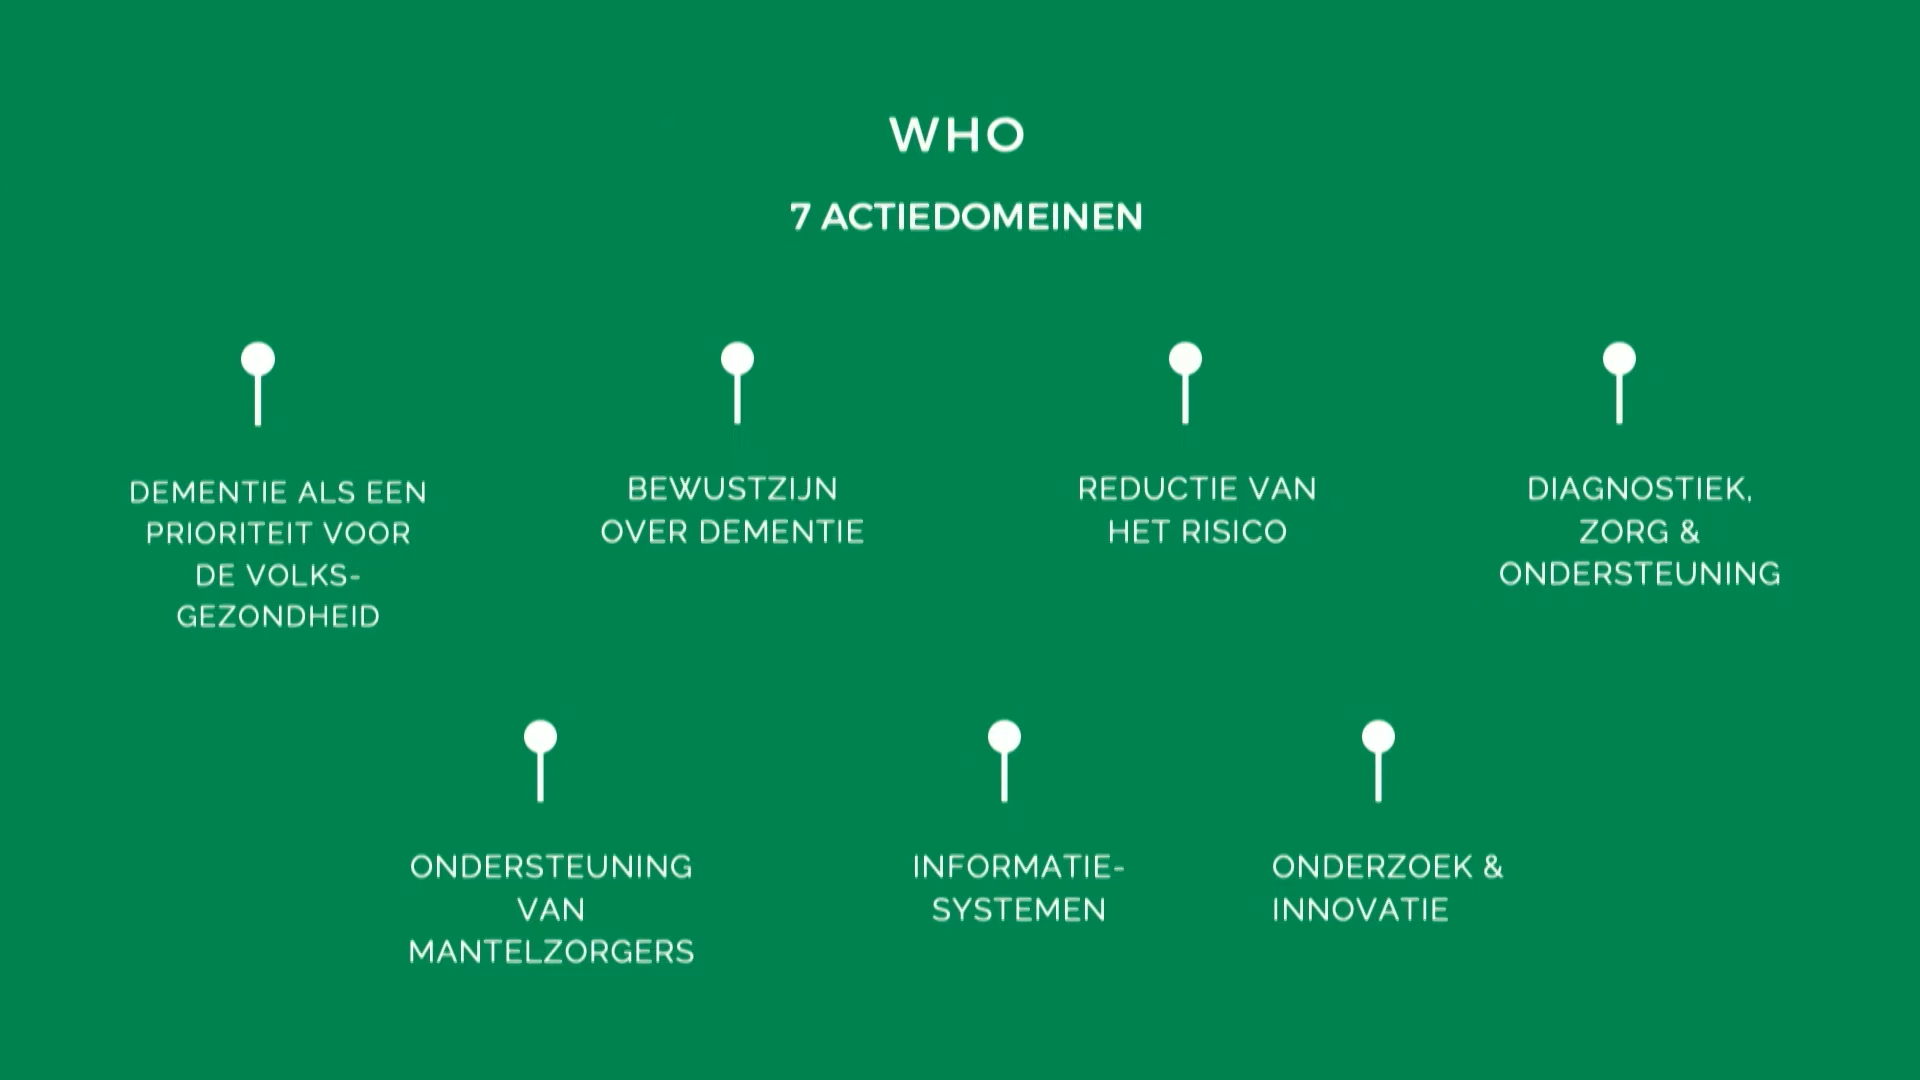 WHO
7 ACTIEDOMEINEN
DEMENTIE ALS EEN
PRIORITEIT VOOR
DE VOLKS-
GEZONDHEID
BEWUSTZIJN
OVER DEMENTIE
REDUCTIE VAN
HET RISICO
DIAGNOSTIEK,
ZORG &
ONDERSTEUNING
ONDERSTEUNING
VAN
MANTELZORGERS
INFORMATIE-
SYSTEMEN
ONDERZOEK &
INNOVATIE